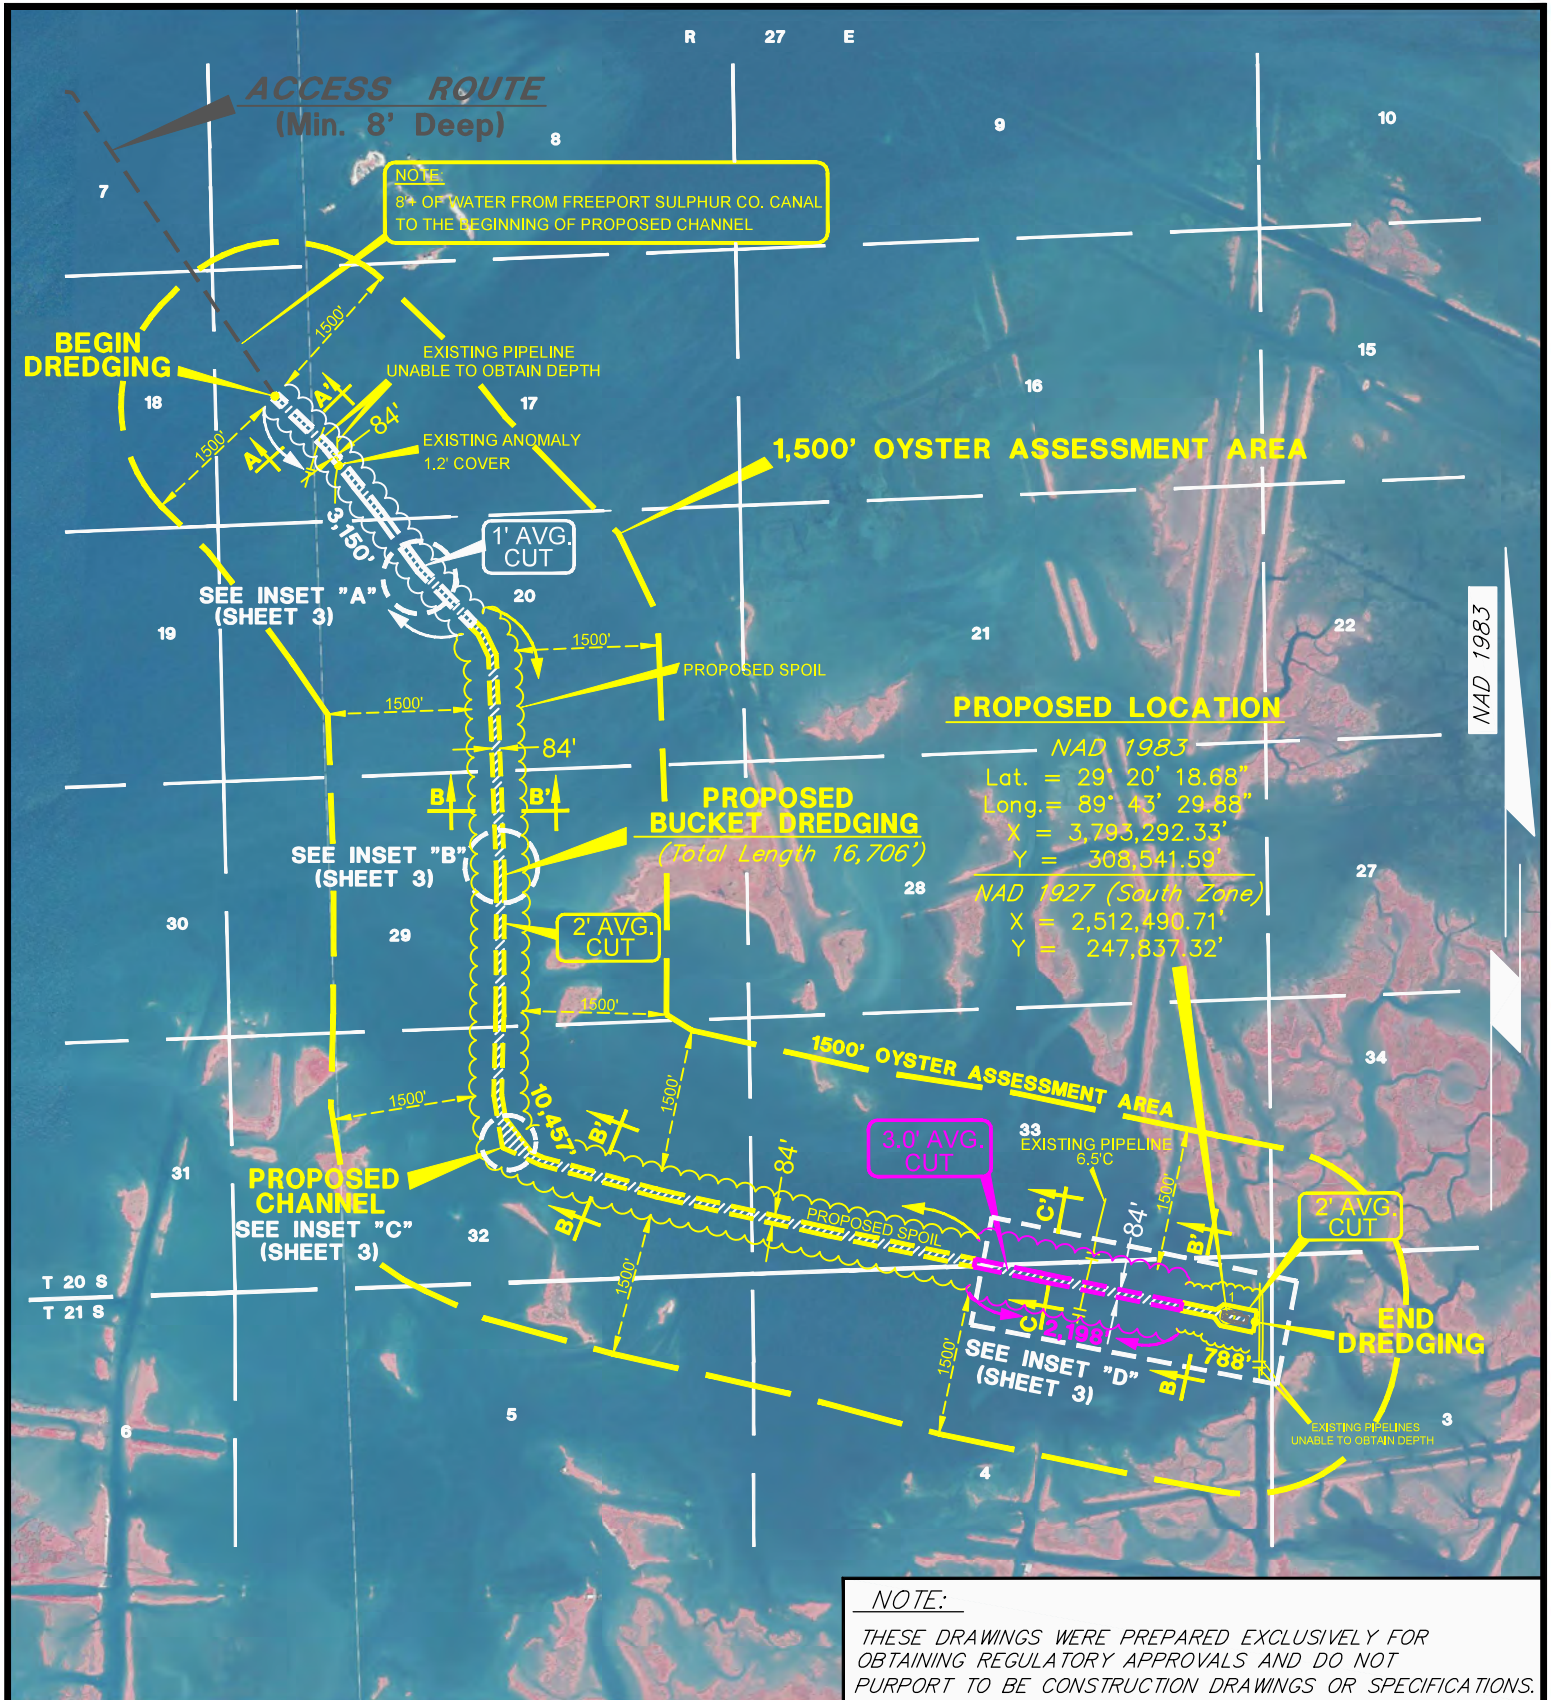 R 27 E
ACCESS ROUTE
(Min. 8' Deep)
8
9
10
7
NOTE:
8'+ OF WATER FROM FREEPORT SULPHUR CO. CANAL
TO THE BEGINNING OF PROPOSED CHANNEL
1500'
BEGIN
DREDGING
EXISTING PIPELINE
UNABLE TO OBTAIN DEPTH
15
16
18
17
A'
84'
1500'
A
EXISTING ANOMALY
1.2' COVER
1,500' OYSTER ASSESSMENT AREA
3,150'
1' AVG.
CUT
SEE INSET "A"
(SHEET 3)
20
19
21
22
NAD 1983
1500'
PROPOSED SPOIL
1500'
84'
PROPOSED LOCATION
NAD 1983
Lat. = 29° 20' 18.68"
Long.= 89° 43' 29.88"
X = 3,793,292.33'
Y = 308,541.59'
NAD 1927 (South Zone)
X = 2,512,490.71'
Y = 247,837.32'
B
B'
PROPOSED
BUCKET DREDGING
(Total Length 16,706')
SEE INSET "B"
(SHEET 3)
28
27
30
29
2' AVG.
CUT
1500'
1500' OYSTER ASSESSMENT AREA
34
1500'
1500'
10,457'
B'
33
3.0' AVG.
CUT
EXISTING PIPELINE
6.5'C
84'
31
PROPOSED
CHANNEL
SEE INSET "C"
(SHEET 3)
32
B
PROPOSED SPOIL
1500'
C'
84'
1500'
B'
2' AVG.
CUT
T 20 S
T 21 S
1
C
2,198'
1500'
SEE INSET "D"
(SHEET 3)
788'
B
END
DREDGING
EXISTING PIPELINES
UNABLE TO OBTAIN DEPTH
3
6
5
4
NOTE:
THESE DRAWINGS WERE PREPARED EXCLUSIVELY FOR
OBTAINING REGULATORY APPROVALS AND DO NOT
PURPORT TO BE CONSTRUCTION DRAWINGS OR SPECIFICATIONS.